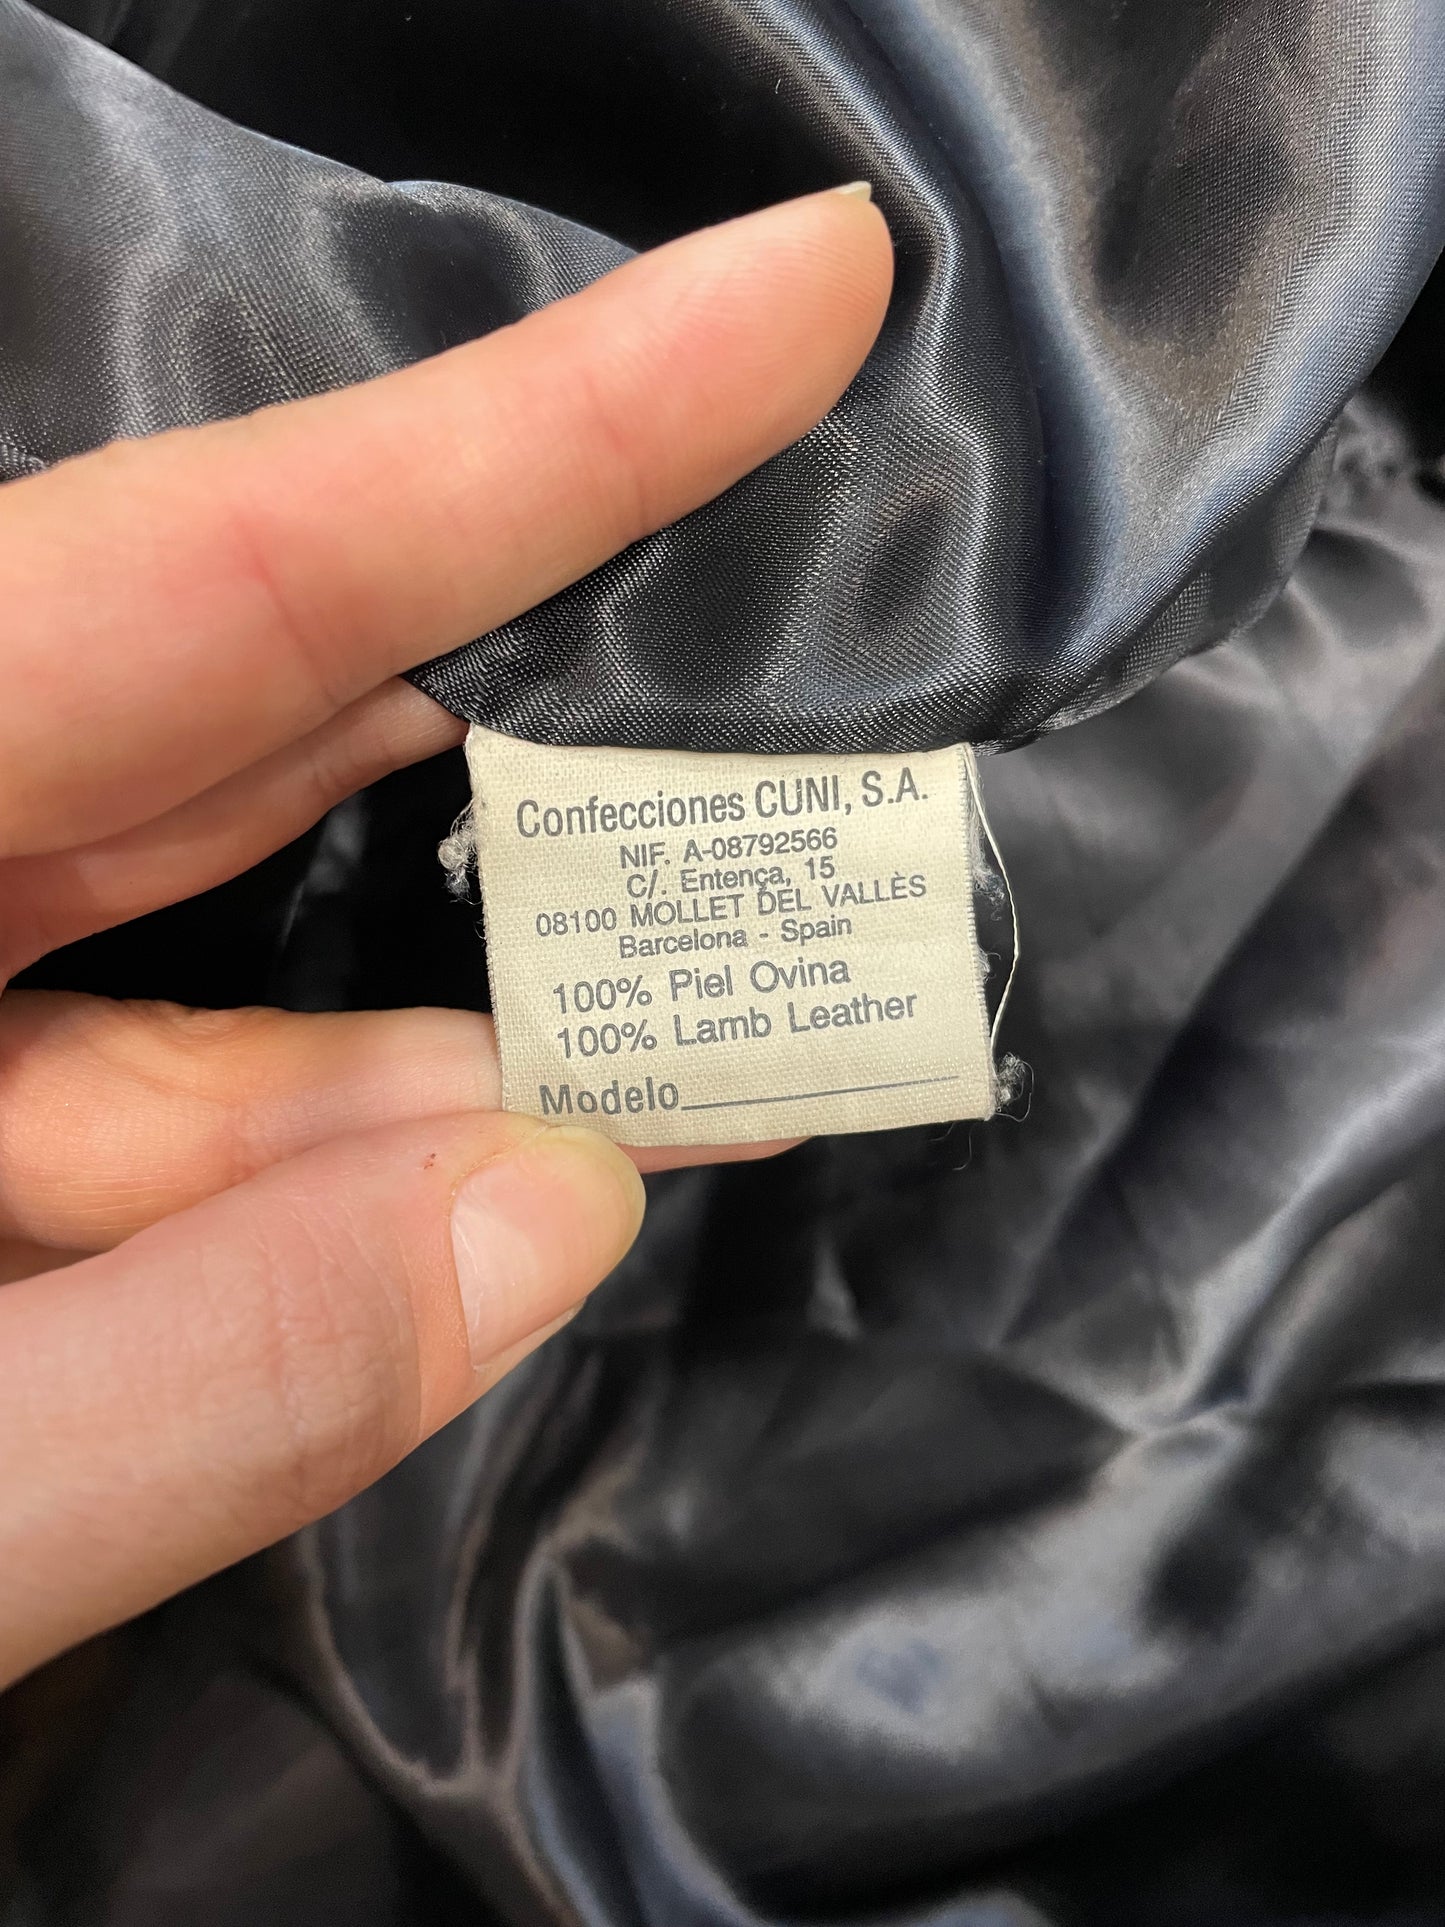 Confecciones CUNI, S.A.
NIF. A-08792566
C/. Entença, 15
08100 MOLLET DEL VALLÈS
Barcelona - Spain
100% Piel Ovina
100% Lamb Leather
Modelo